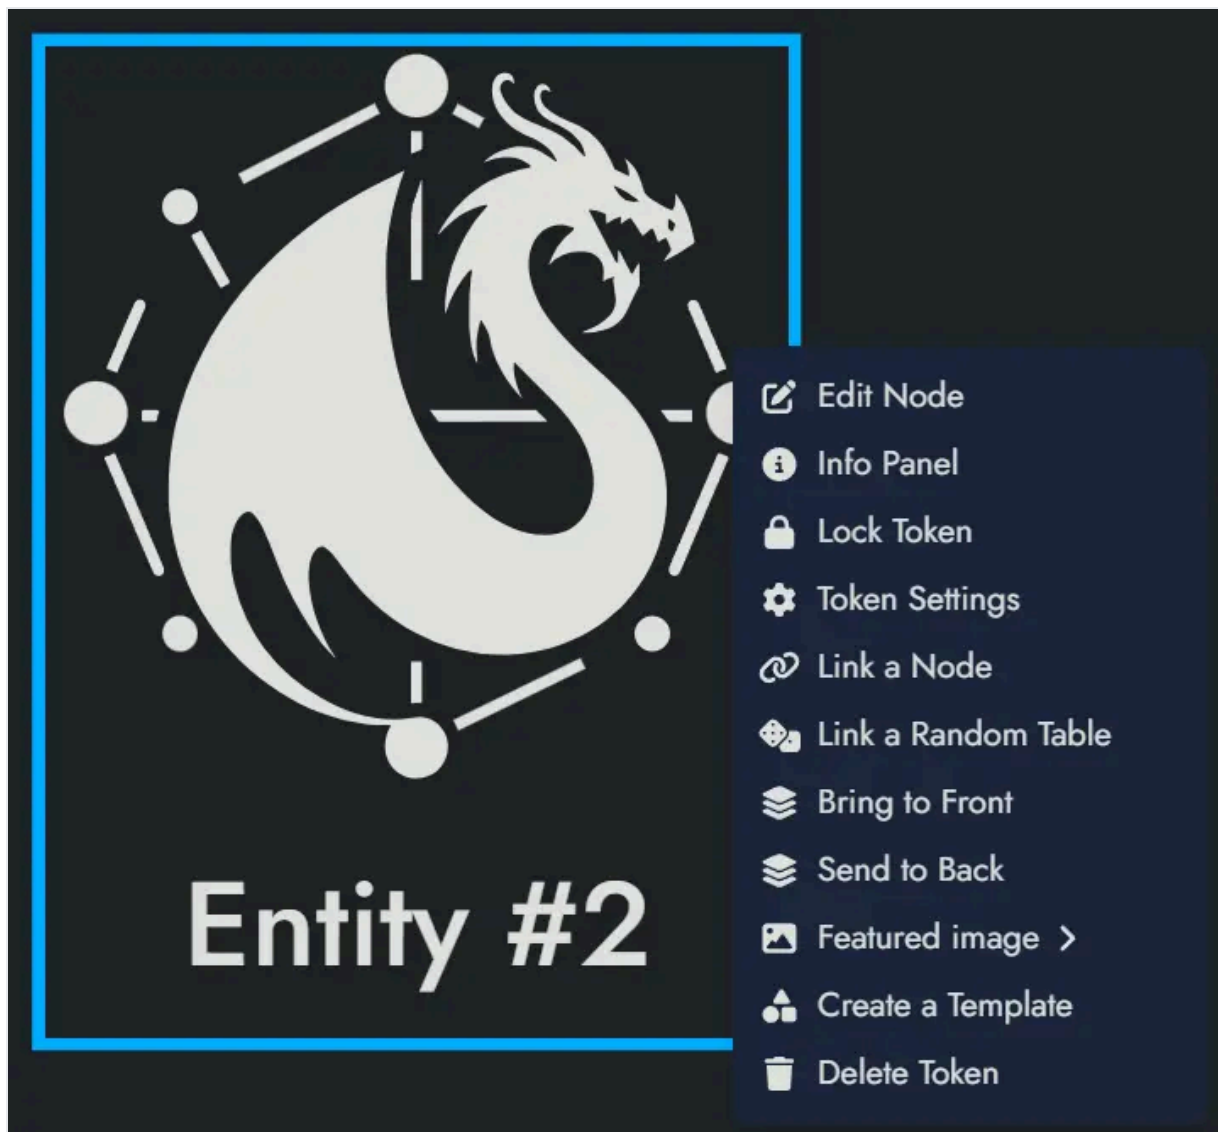 Entity #2
Edit Node
Info Panel
Lock Token
Token Settings
Link a Node
Link a Random Table
Bring to Front
Send to Back
Featured image
Create a Template
Delete Token